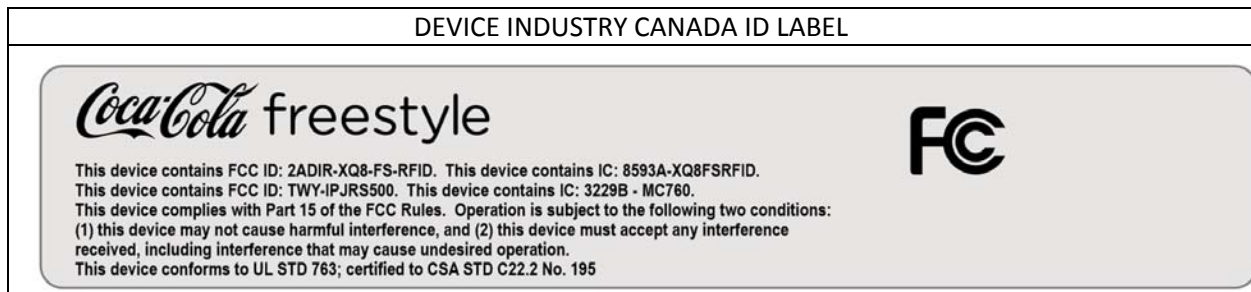 DEVICE INDUSTRY CANADA ID LABEL
Coca-Cola freestyle
FC
This device contains FCC ID: 2ADIR-XQ8-FS-RFID. This device contains IC: 8593A-XQ8FSRFID.
This device contains FCC ID: TWY-IPJRS500. This device contains IC: 3229B - MC760.
This device complies with Part 15 of the FCC Rules. Operation is subject to the following two conditions:
(1) this device may not cause harmful interference, and (2) this device must accept any interference
received, including interference that may cause undesired operation.
This device conforms to UL STD 763; certified to CSA STD C22.2 No. 195